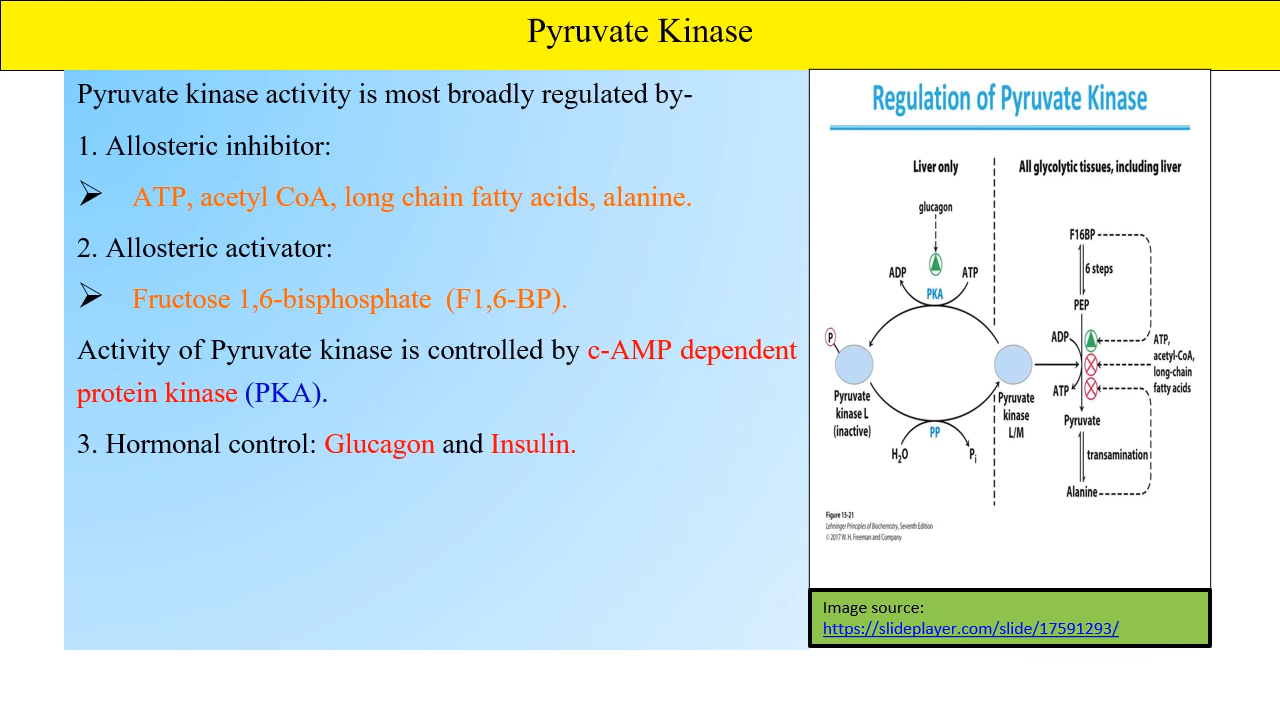 Pyruvate Kinase
Pyruvate kinase activity is most broadly regulated by-
1. Allosteric inhibitor:
➢ ATP, acetyl CoA, long chain fatty acids, alanine.
2. Allosteric activator:
➢ Fructose 1,6-bisphosphate (F1,6-BP).
Activity of Pyruvate kinase is controlled by c-AMP dependent
protein kinase (PKA).
3. Hormonal control: Glucagon and Insulin.
Regulation of Pyruvate Kinase
Liver only
All glycolytic tissues, including liver
glucagon
ADP
ATP
PKA
P
Pyruvate
kinase L
(inactive)
PP
H₂O
Pᵢ
Pyruvate
kinase
L/M
F16BP
6 steps
PEP
ADP
ATP
ATP,
acetyl-CoA,
long-chain
fatty acids
Pyruvate
transamination
Alanine
Figure 15-21
Lehninger Principles of Biochemistry, Seventh Edition
© 2017 W. H. Freeman and Company
Image source:
https://slideplayer.com/slide/17591293/